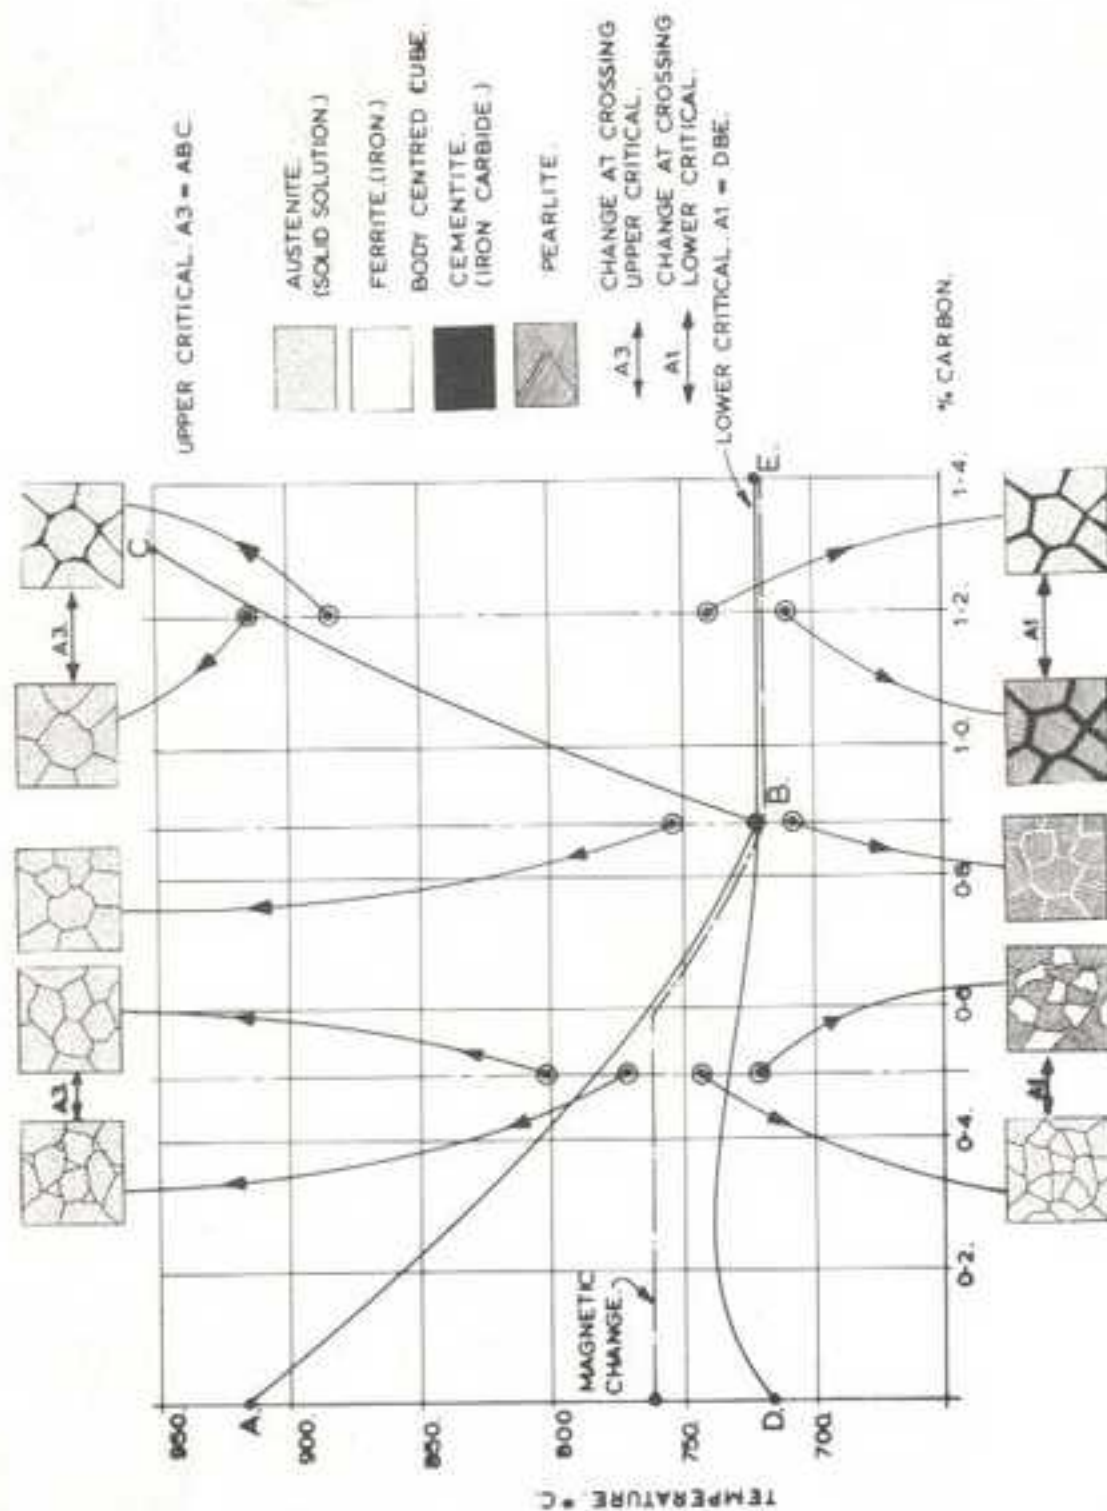 UPPER CRITICAL. A3 = ABC.
AUSTENITE.
(SOLID SOLUTION.)
FERRITE.(IRON.)
BODY CENTRED CUBE.
CEMENTITE.
(IRON CARBIDE.)
PEARLITE.
A3
CHANGE AT CROSSING
UPPER CRITICAL.
A1
CHANGE AT CROSSING
LOWER CRITICAL.
LOWER CRITICAL. A1 = DBE.
A3
A3
TEMPERATURE °C.
950.
900.
850.
800
750.
700.
A.
B.
C.
D.
E.
MAGNETIC
CHANGE.
0·2.
0·4.
0·6
0·8
1·0.
1·2.
1·4.
% CARBON.
A1
A1